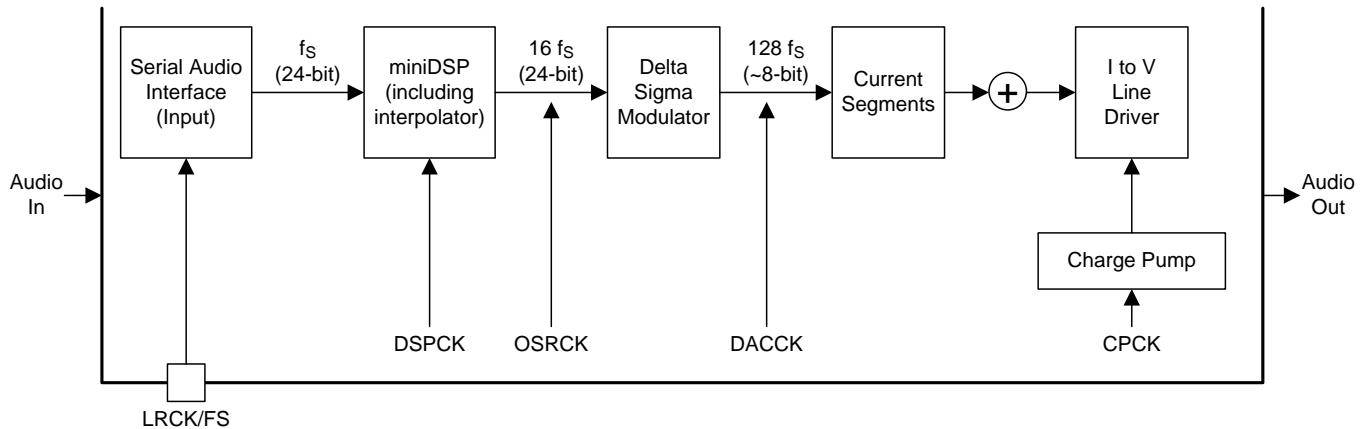 Serial Audio
Interface
(Input)
fS
(24-bit)
miniDSP
(including
interpolator)
16 fS
(24-bit)
Delta
Sigma
Modulator
128 fS
(~8-bit)
Current
Segments
+
I to V
Line
Driver
Audio
In
Audio
Out
Charge Pump
DSPCK
OSRCK
DACCK
CPCK
LRCK/FS